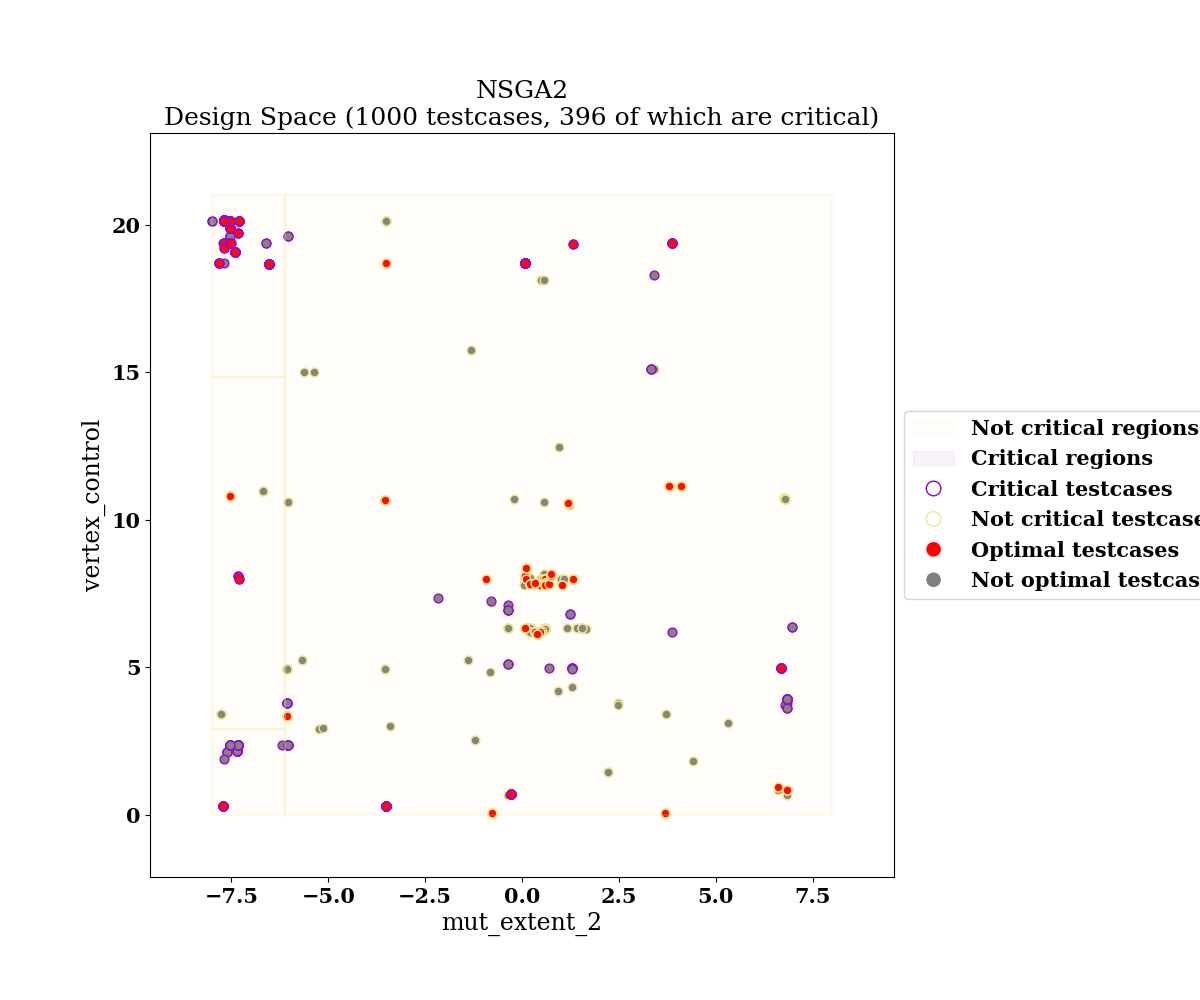 NSGA2
Design Space (1000 testcases, 396 of which are critical)
20
15
10
5
0
vertex_control
−7.5 −5.0 −2.5 0.0 2.5 5.0 7.5
mut_extent_2
Not critical regions
Critical regions
Critical testcases
Not critical testcase
Optimal testcases
Not optimal testcas